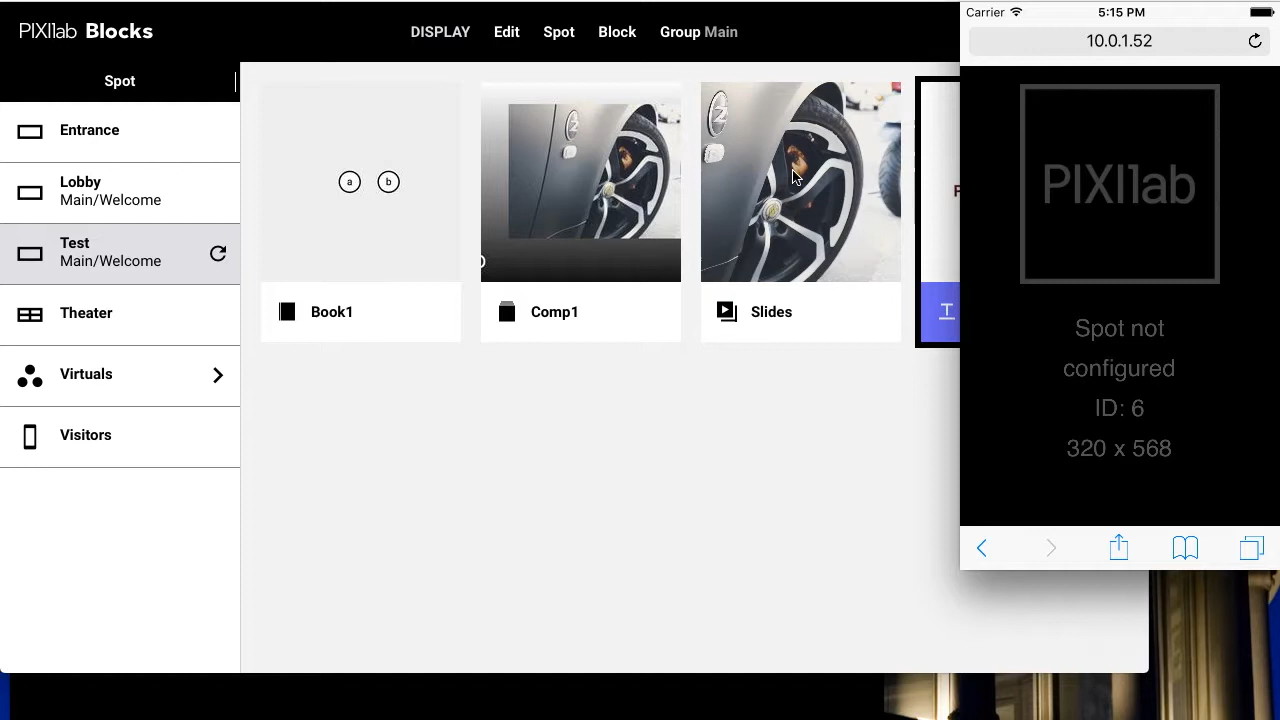 PIXIlab Blocks
DISPLAY Edit Spot Block Group Main
Spot
Entrance
Lobby
Main/Welcome
Test
Main/Welcome
Theater
Virtuals
Visitors
a b
Book1
Comp1
Slides
Carrier 5:15 PM
10.0.1.52
PIXIlab
Spot not
configured
ID: 6
320 x 568